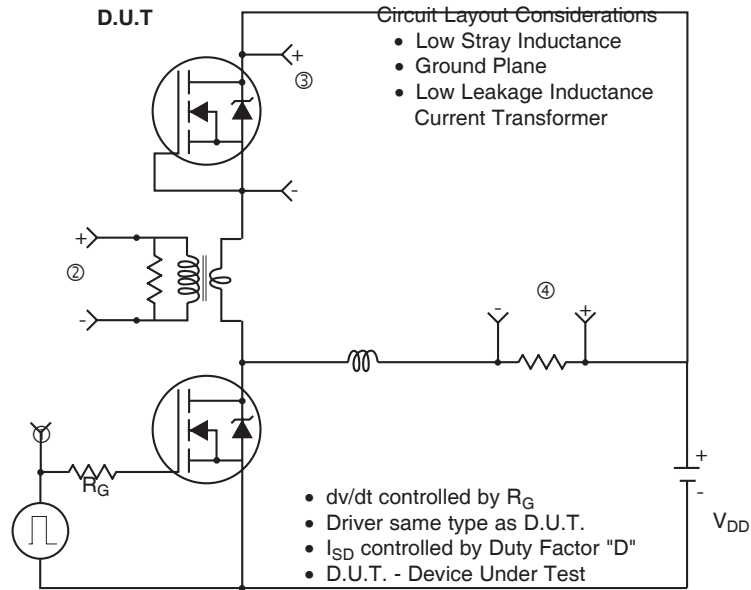 D.U.T
Circuit Layout Considerations
• Low Stray Inductance
• Ground Plane
• Low Leakage Inductance
Current Transformer
+
③
-
+
②
-
④
- +
①
R_G
+
-
V_DD
• dv/dt controlled by R_G
• Driver same type as D.U.T.
• I_SD controlled by Duty Factor "D"
• D.U.T. - Device Under Test